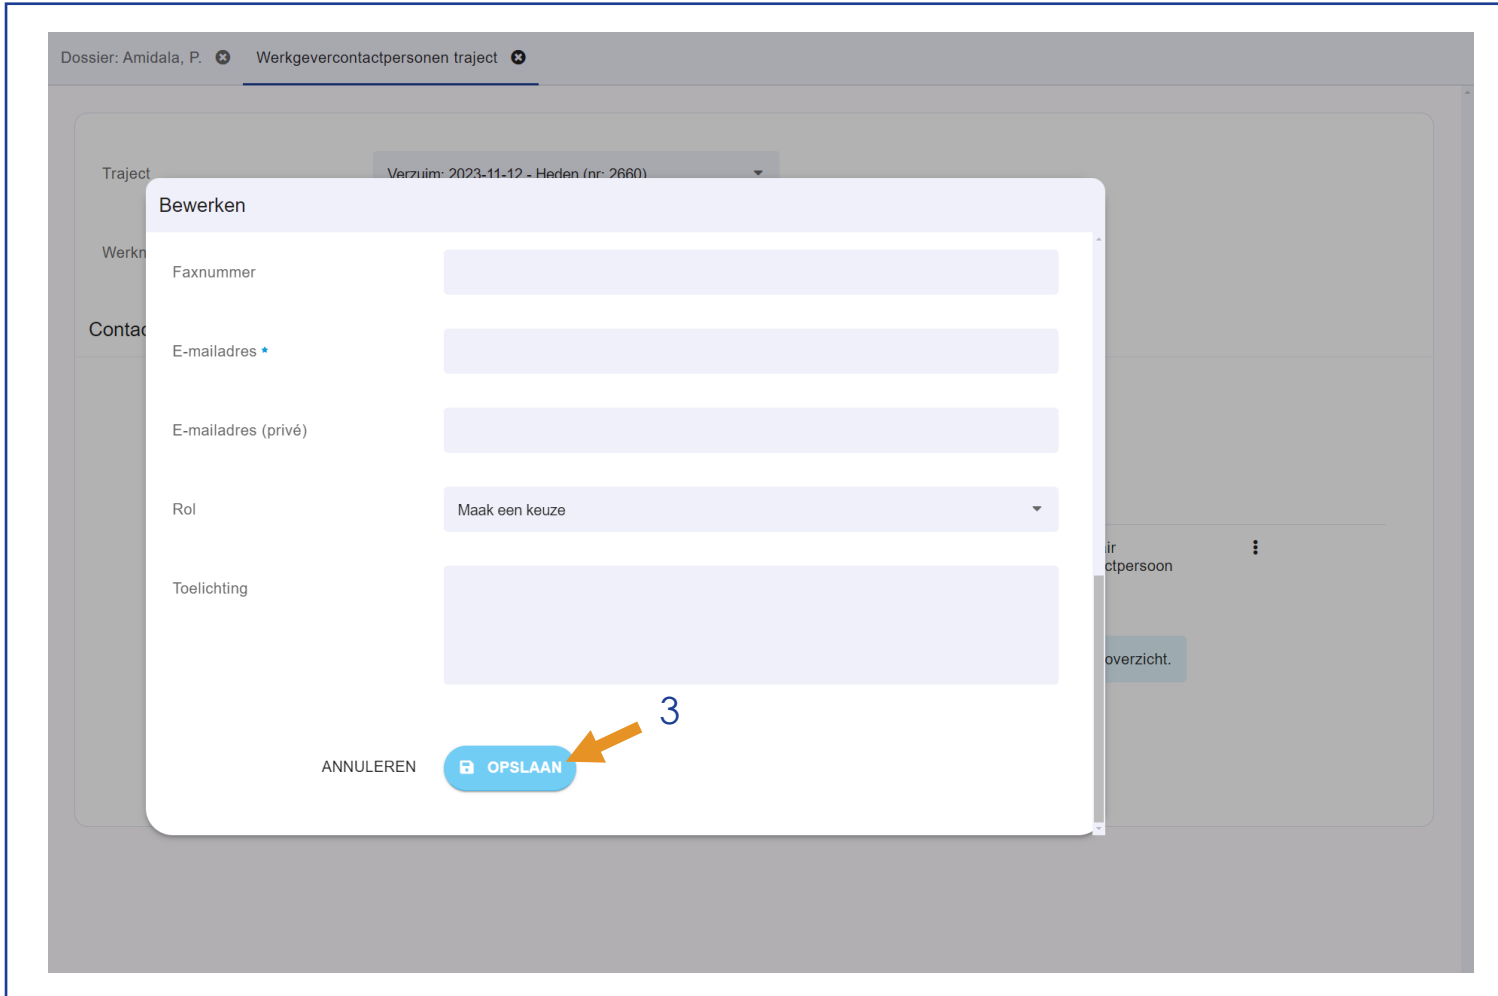 Dossier: Amidala, P. Werkgevercontactpersonen traject
Traject Verzuim: 2023-11-12 - Heden (nr: 2660)
Bewerken
Faxnummer
Contac
E-mailadres *
E-mailadres (privé)
Rol Maak een keuze
ctpersoon
Toelichting
overzicht.
3
ANNULEREN OPSLAAN